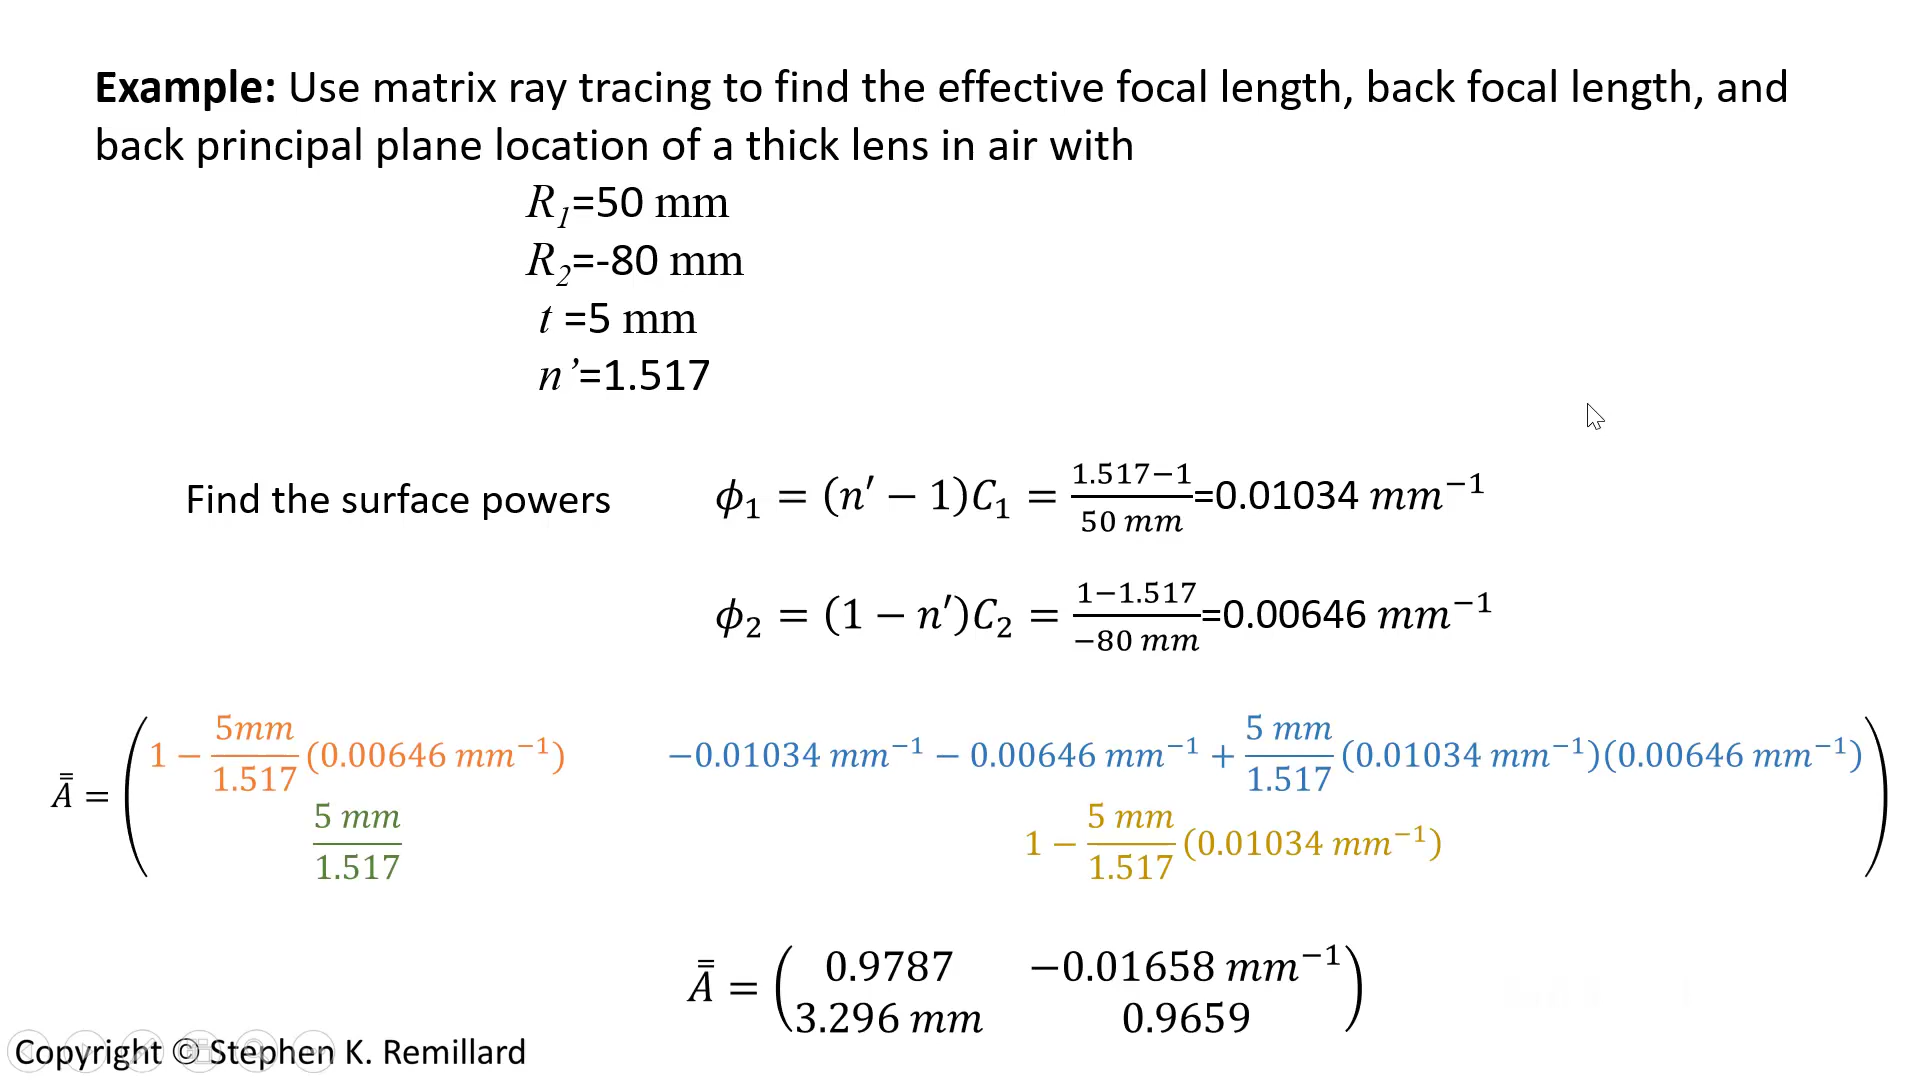 Example: Use matrix ray tracing to find the effective focal length, back focal length, and
back principal plane location of a thick lens in air with
R₁=50 mm
R₂=-80 mm
t =5 mm
n’=1.517
Find the surface powers ϕ₁ = (n′ − 1)C₁ = (1.517−1)/(50 mm)=0.01034 mm⁻¹
ϕ₂ = (1 − n′)C₂ = (1−1.517)/(−80 mm)=0.00646 mm⁻¹
A̿ = ( 1 − 5mm/1.517 (0.00646 mm⁻¹) −0.01034 mm⁻¹ − 0.00646 mm⁻¹ + 5 mm/1.517 (0.01034 mm⁻¹)(0.00646 mm⁻¹)
5 mm/1.517 1 − 5 mm/1.517 (0.01034 mm⁻¹) )
A̿ = ( 0.9787 −0.01658 mm⁻¹
3.296 mm 0.9659 )
Copyright © Stephen K. Remillard